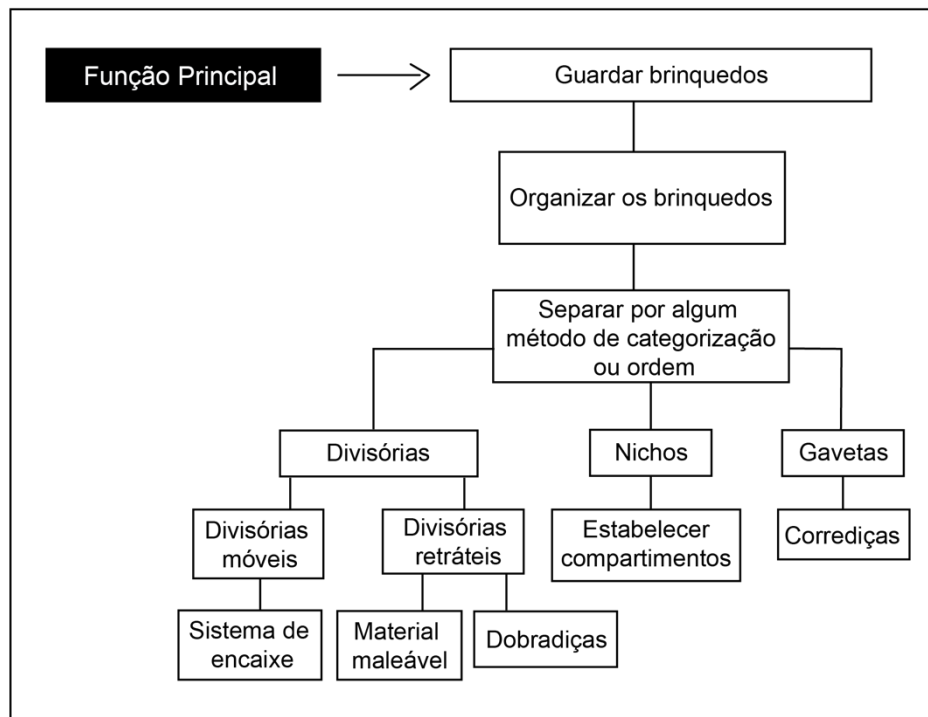 Função Principal
Guardar brinquedos
Organizar os brinquedos
Separar por algum
método de categorização
ou ordem
Divisórias
Nichos
Gavetas
Divisórias
móveis
Divisórias
retráteis
Estabelecer
compartimentos
Corrediças
Sistema de
encaixe
Material
maleável
Dobradiças